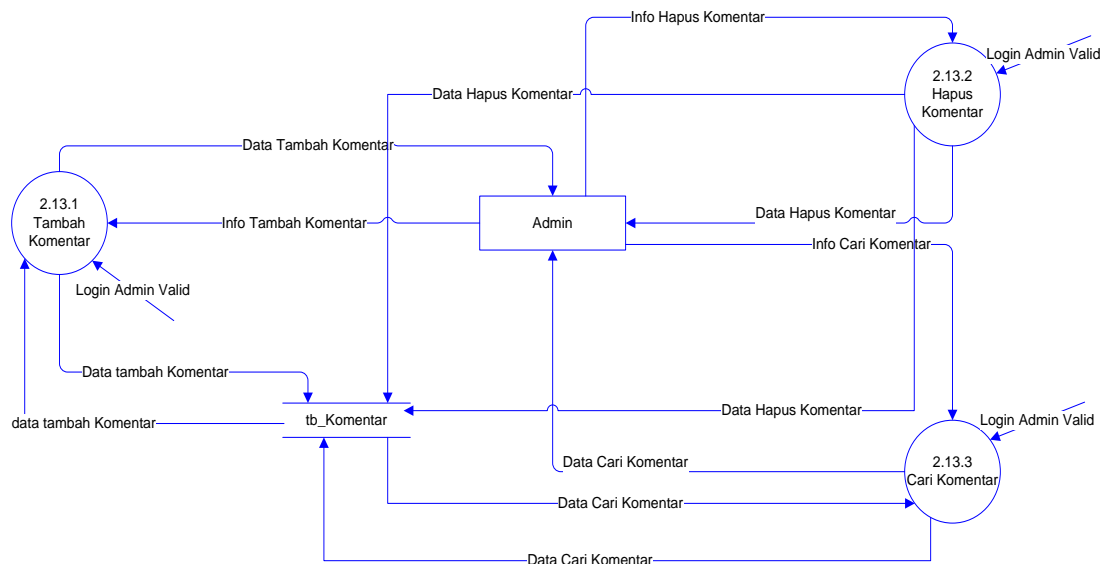 Info Hapus Komentar
Login Admin Valid
2.13.2
Hapus
Komentar
Data Hapus Komentar
Data Tambah Komentar
2.13.1
Tambah
Komentar
Info Tambah Komentar
Admin
Data Hapus Komentar
Info Cari Komentar
Login Admin Valid
Data tambah Komentar
data tambah Komentar
tb_Komentar
Data Hapus Komentar
Login Admin Valid
2.13.3
Cari Komentar
Data Cari Komentar
Data Cari Komentar
Data Cari Komentar